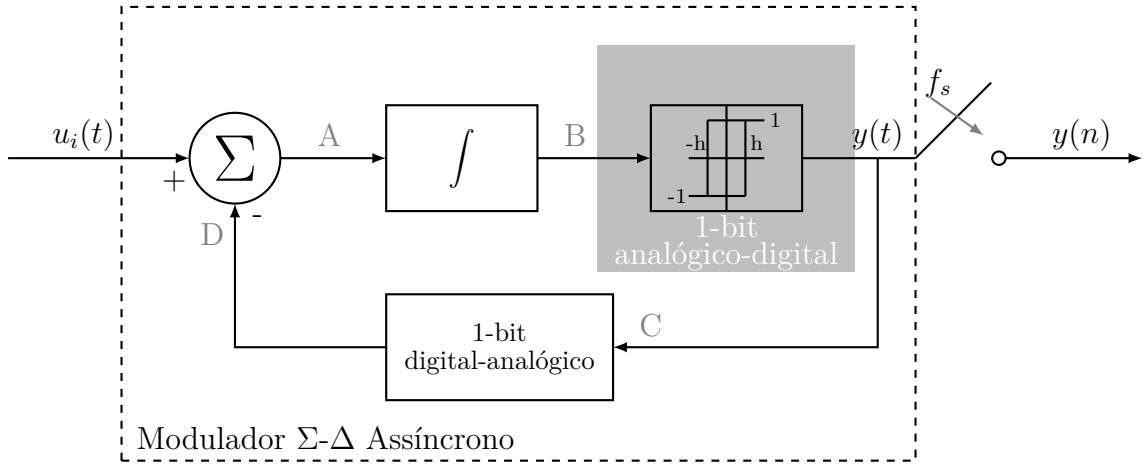 u_i(t)
+
Σ
-
A
∫
B
-h
h
1
-1
1-bit
analógico-digital
y(t)
f_s
y(n)
D
1-bit
digital-analógico
C
Modulador Σ-Δ Assíncrono